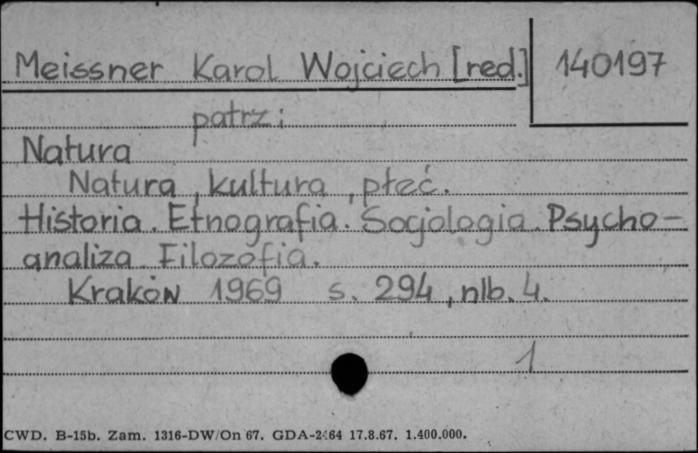 Meissner Karol Wojciech [red.] 140197
patrz:
Natura
Natura, kultura, płeć.
Historia. Etnografia. Socjologia. Psycho-
analiza. Filozofia.
Kraków 1969 s. 294, nlb. 4.
1
CWD. B-15b. Zam. 1316-DW/On 67. GDA-2/64 17.8.67. 1.400.000.